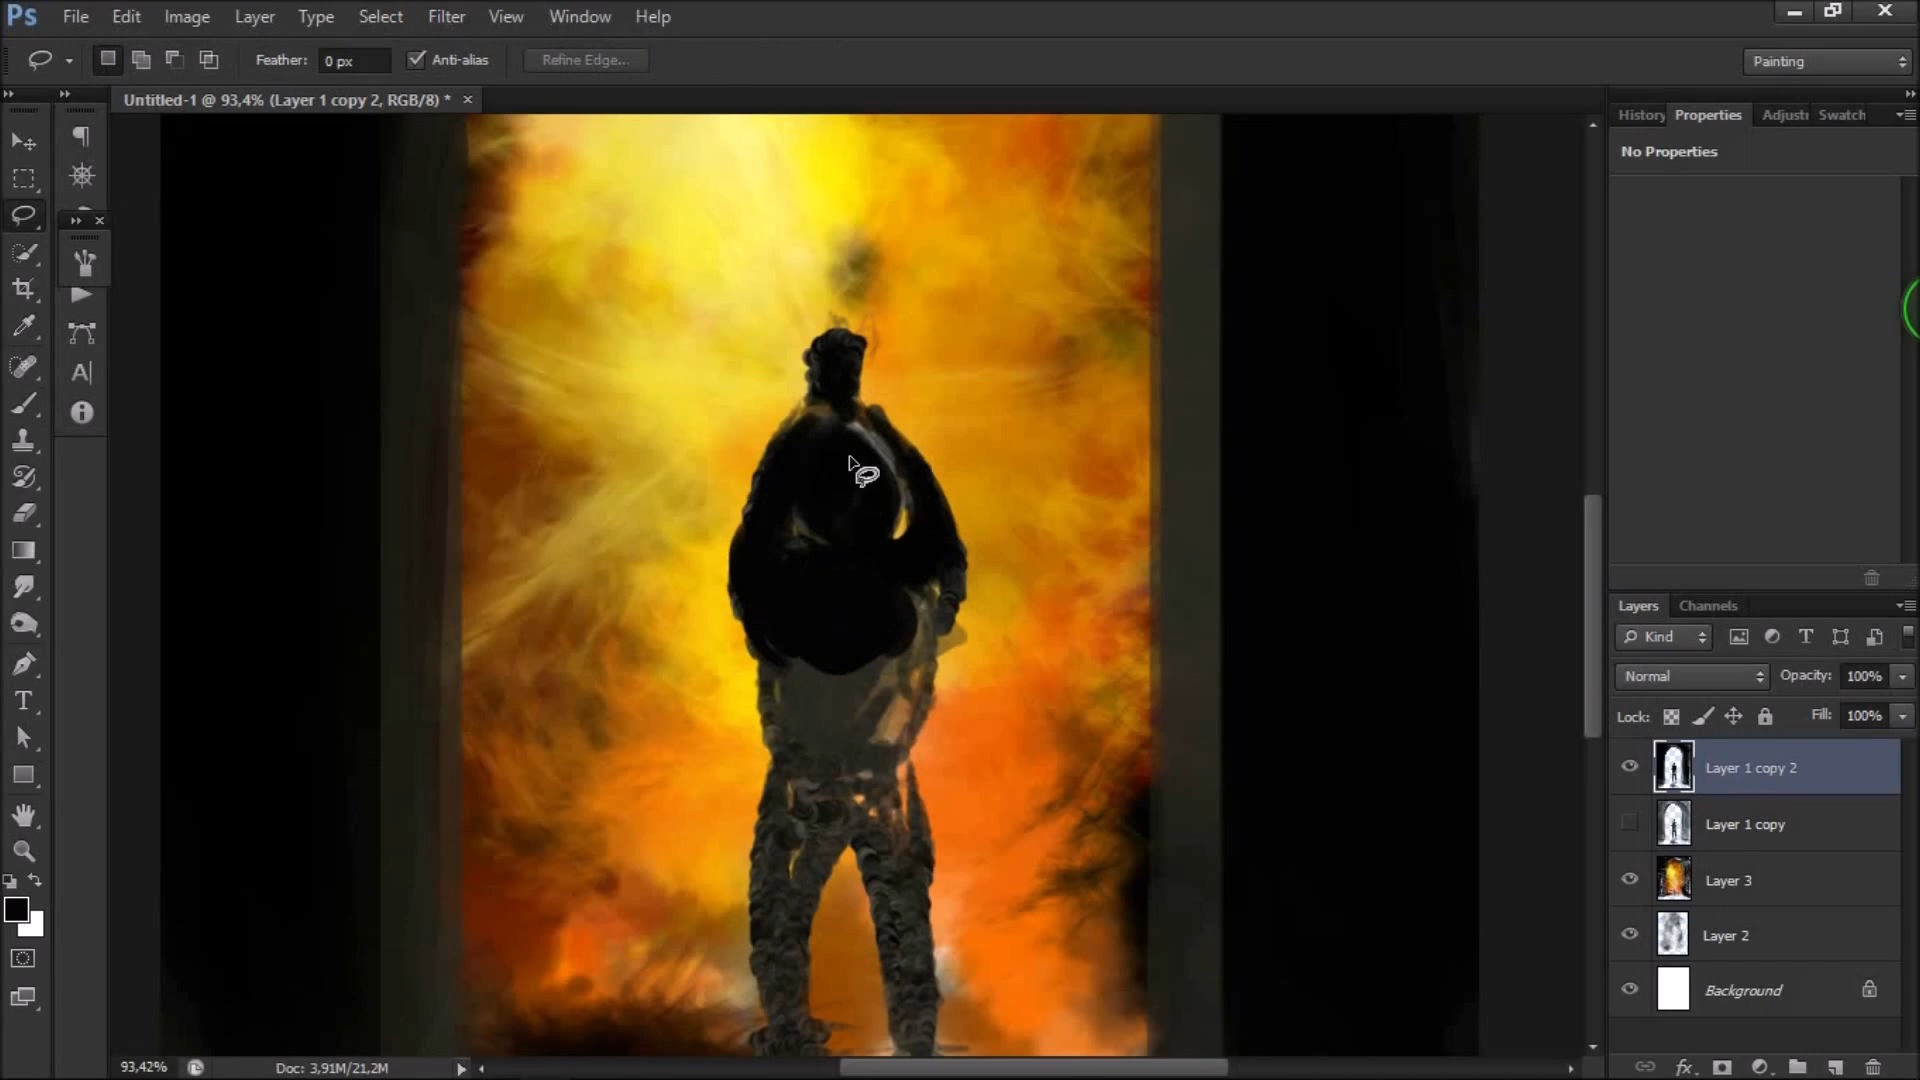 Ps File Edit Image Layer Type Select Filter View Window Help
Feather: 0 px Anti-alias Refine Edge... Painting
Untitled-1 @ 93,4% (Layer 1 copy 2, RGB/8) * ×
History Properties Adjust Swatch
No Properties
Layers Channels
Kind
Normal Opacity: 100%
Lock: Fill: 100%
Layer 1 copy 2
Layer 1 copy
Layer 3
Layer 2
Background
93,42% Doc: 3,91M/21,2M